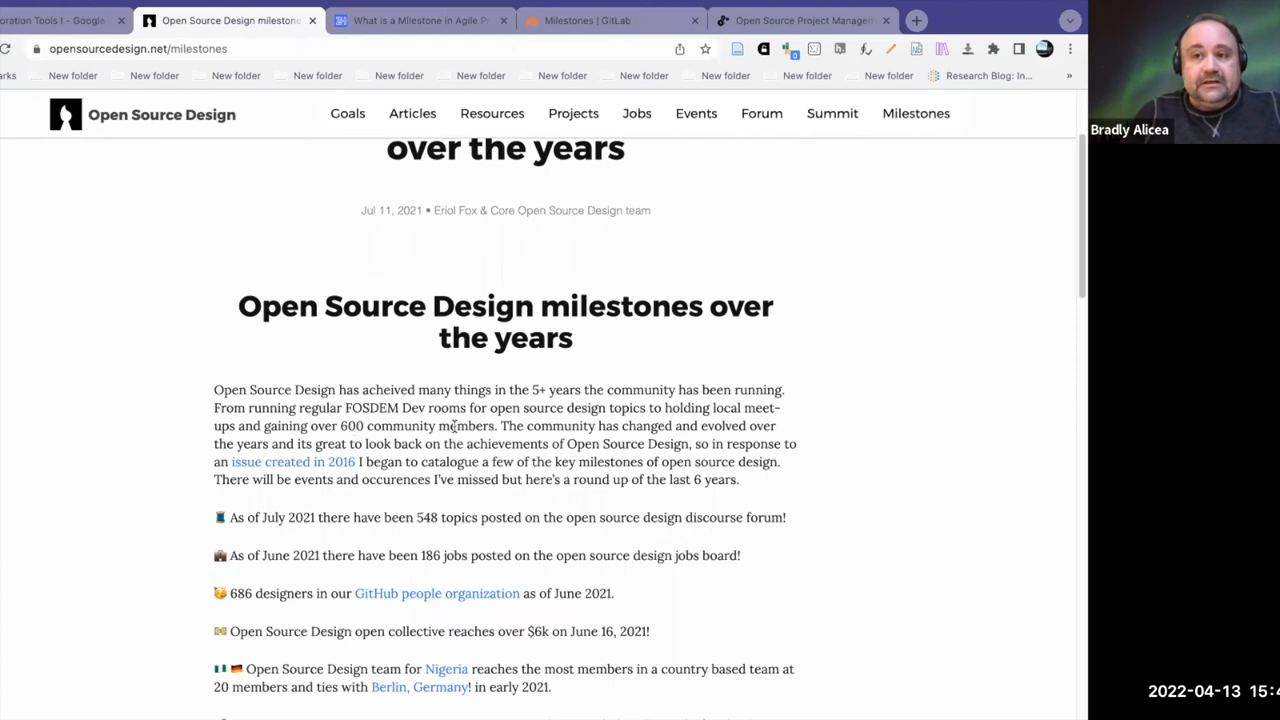 oration Tools I - Google
Open Source Design milestone
What is a Milestone in Agile P
Milestones | GitLab
Open Source Project Managem
opensourcedesign.net/milestones
arks
New folder
New folder
New folder
New folder
New folder
New folder
New folder
New folder
New folder
New folder
New folder
Research Blog: In...
»
Open Source Design
Goals
Articles
Resources
Projects
Jobs
Events
Forum
Summit
Milestones
Bradly Alicea
over the years
Jul 11, 2021 • Eriol Fox & Core Open Source Design team
Open Source Design milestones over
the years
Open Source Design has acheived many things in the 5+ years the community has been running.
From running regular FOSDEM Dev rooms for open source design topics to holding local meet-
ups and gaining over 600 community members. The community has changed and evolved over
the years and its great to look back on the achievements of Open Source Design, so in response to
an issue created in 2016 I began to catalogue a few of the key milestones of open source design.
There will be events and occurences I've missed but here's a round up of the last 6 years.
As of July 2021 there have been 548 topics posted on the open source design discourse forum!
As of June 2021 there have been 186 jobs posted on the open source design jobs board!
686 designers in our GitHub people organization as of June 2021.
Open Source Design open collective reaches over $6k on June 16, 2021!
Open Source Design team for Nigeria reaches the most members in a country based team at
20 members and ties with Berlin, Germany! in early 2021.
2022-04-13 15:4